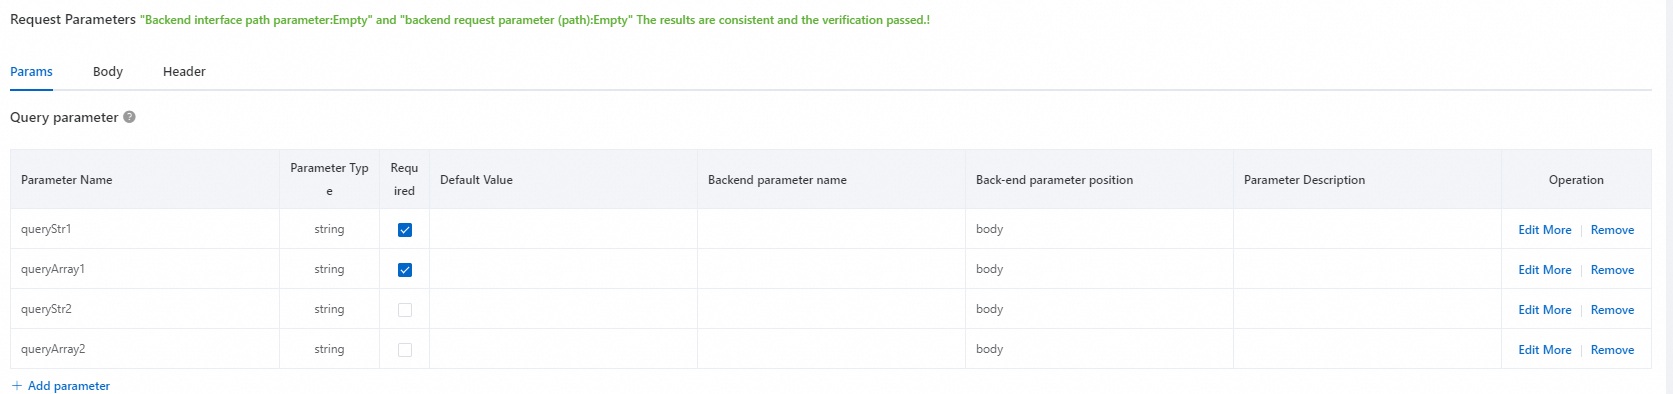 Request Parameters "Backend interface path parameter:Empty" and "backend request parameter (path):Empty" The results are consistent and the verification passed.!
Params Body Header
Query parameter ?
Parameter Name Parameter Typ
e Requ
ired Default Value Backend parameter name Back-end parameter position Parameter Description Operation
queryStr1 string body Edit More | Remove
queryArray1 string body Edit More | Remove
queryStr2 string body Edit More | Remove
queryArray2 string body Edit More | Remove
+ Add parameter